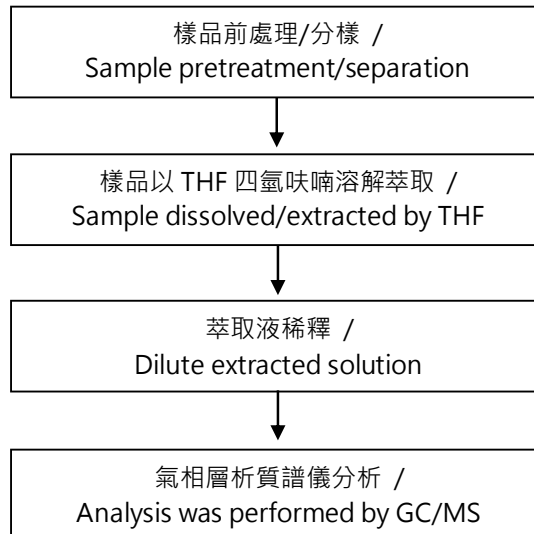 樣品前處理/分樣 /
Sample pretreatment/separation
樣品以 THF 四氫呋喃溶解萃取 /
Sample dissolved/extracted by THF
萃取液稀釋 /
Dilute extracted solution
氣相層析質譜儀分析 /
Analysis was performed by GC/MS